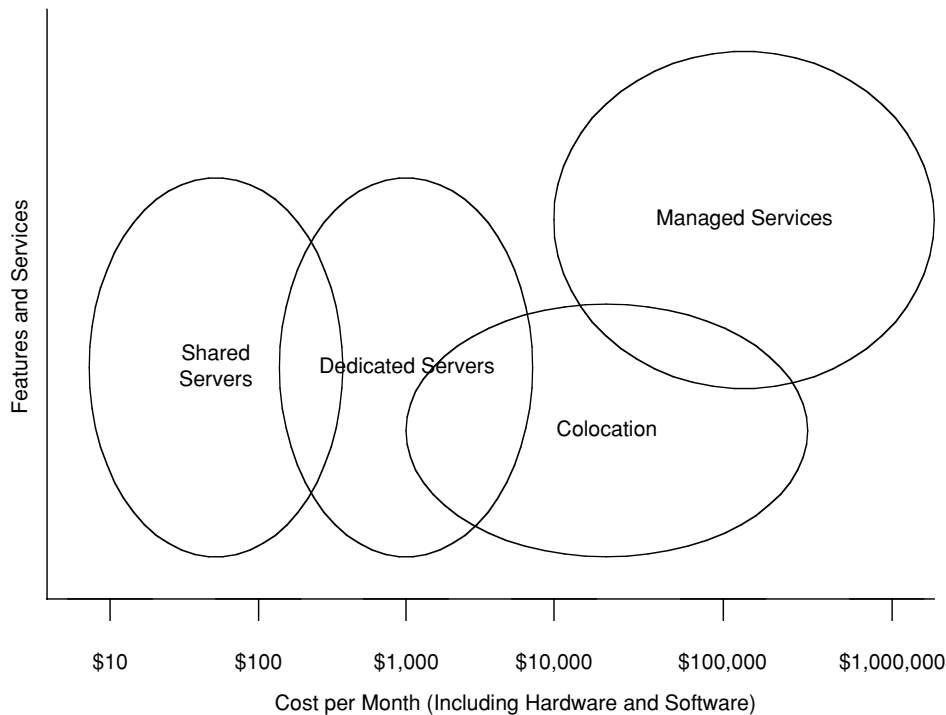 Features and Services
Managed Services
Shared
Servers
Dedicated Servers
Colocation
$10
$100
$1,000
$10,000
$100,000
$1,000,000
Cost per Month (Including Hardware and Software)